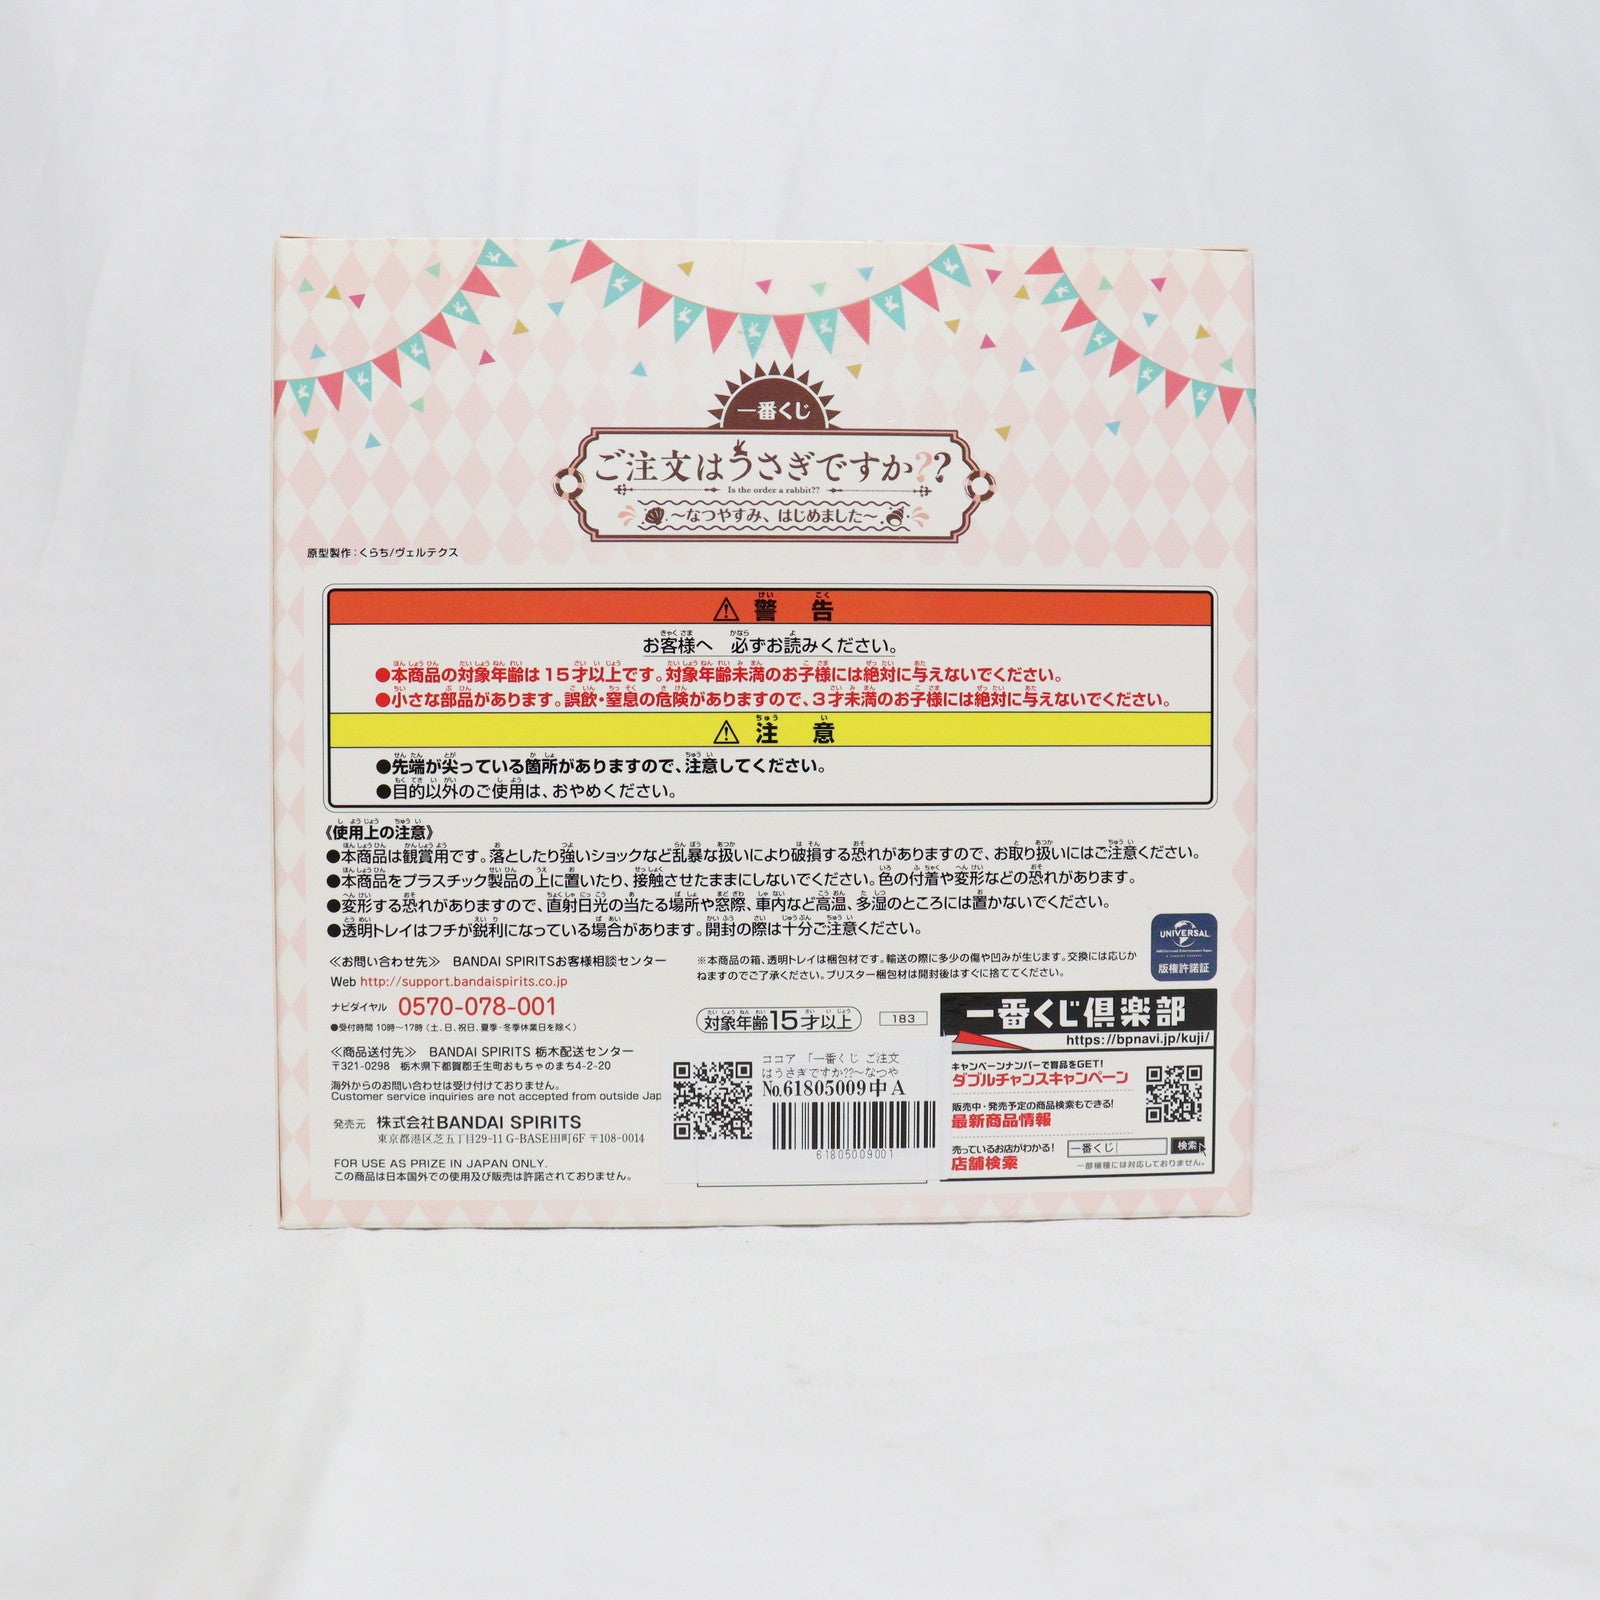 一番くじ
ご注文はうさぎですか??
Is the order a rabbit??
～なつやすみ、はじめました～
原型製作：くらち/ヴェルテクス
警告
お客様へ 必ずお読みください。
●本商品の対象年齢は15才以上です。対象年齢未満のお子様には絶対に与えないでください。
●小さな部品があります。誤飲・窒息の危険がありますので、3才未満のお子様には絶対に与えないでください。
注意
●先端が尖っている箇所がありますので、注意してください。
●目的以外のご使用は、おやめください。
《使用上の注意》
●本商品は観賞用です。落としたり強いショックなど乱暴な扱いにより破損する恐れがありますので、お取り扱いにはご注意ください。
●本商品をプラスチック製品の上に置いたり、接触させたままにしないでください。色の付着や変形などの恐れがあります。
●変形する恐れがありますので、直射日光の当たる場所や窓際、車内など高温、多湿のところには置かないでください。
●透明トレイはフチが鋭利になっている場合があります。開封の際は十分ご注意ください。
≪お問い合わせ先≫ BANDAI SPIRITSお客様相談センター
Web http://support.bandaispirits.co.jp
ナビダイヤル 0570-078-001
●受付時間 10時～17時（土、日、祝日、夏季・冬季休業日を除く）
※本商品の箱、透明トレイは梱包材です。輸送の際に多少の傷や凹みが生じます。交換には応じか
ねますのでご了承ください。ブリスター梱包材は開封後はすぐに捨ててください。
UNIVERSAL
版権許諾証
対象年齢15才以上
183
≪商品送付先≫ BANDAI SPIRITS 栃木配送センター
〒321-0298 栃木県下都賀郡壬生町おもちゃのまち4-2-20
海外からのお問い合わせは受け付けておりません。
Customer service inquiries are not accepted from outside Jap
発売元 株式会社BANDAI SPIRITS
東京都港区芝五丁目29-11 G-BASE田町6F 〒108-0014
FOR USE AS PRIZE IN JAPAN ONLY.
この商品は日本国外での使用及び販売は許諾されておりません。
ココア 「一番くじ ご注文
はうさぎですか??～なつや
No.61805009中A
61805009001
一番くじ倶楽部
https://bpnavi.jp/kuji/
キャンペーンナンバーで賞品をGET!
ダブルチャンスキャンペーン
販売中・発売予定の商品検索もできる!
最新商品情報
売っているお店がわかる!
店舗検索
一番くじ
検索
一部機種には対応しておりません。